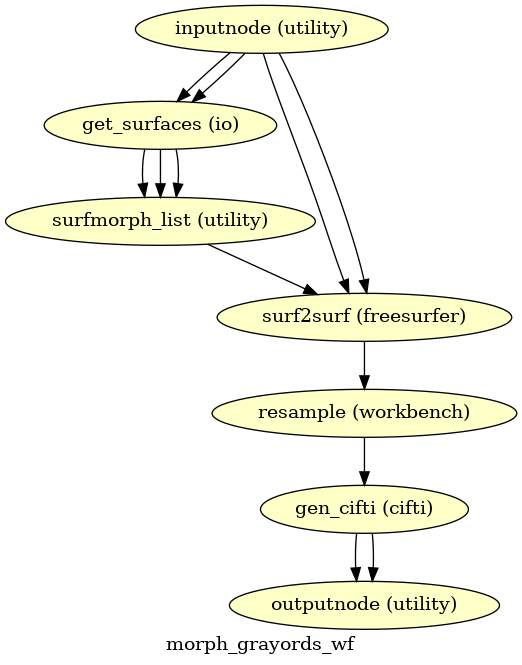 inputnode (utility)
get_surfaces (io)
surfmorph_list (utility)
surf2surf (freesurfer)
resample (workbench)
gen_cifti (cifti)
outputnode (utility)
morph_grayords_wf